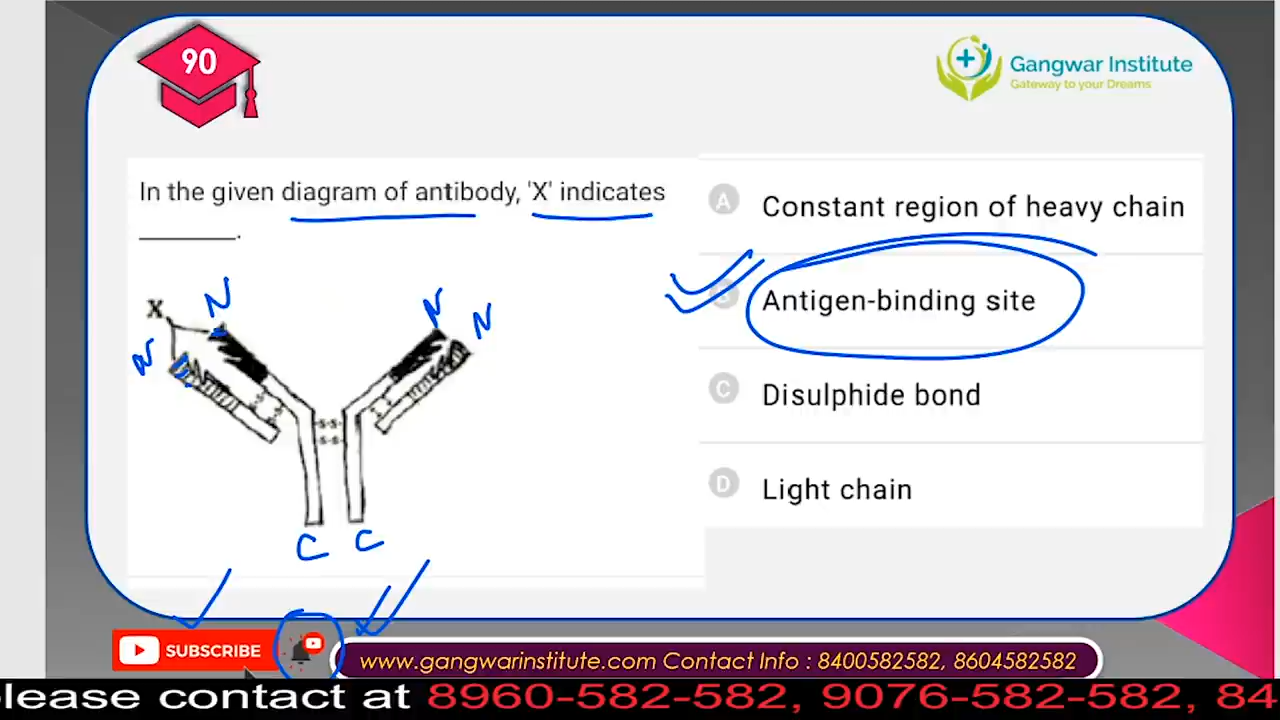 90
Gangwar Institute
Gateway to your Dreams
In the given diagram of antibody, 'X' indicates
________.
A Constant region of heavy chain
Antigen-binding site
C Disulphide bond
D Light chain
X
N
N
N
N
-s-s-
-s-s-
C C
SUBSCRIBE
www.gangwarinstitute.com Contact Info : 8400582582, 8604582582
lease contact at 8960-582-582, 9076-582-582, 84